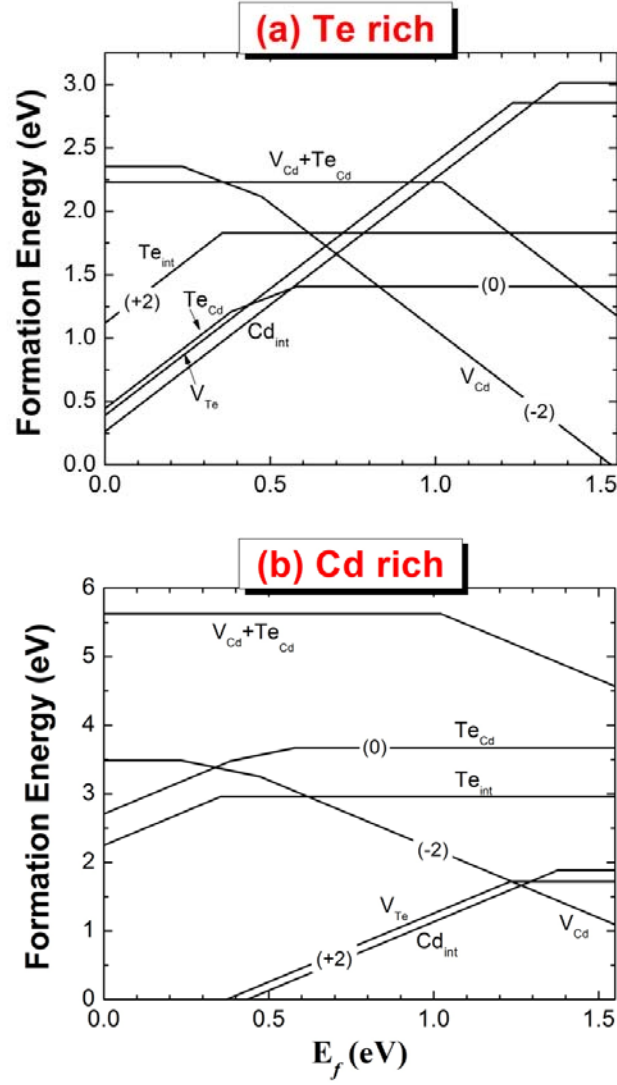 (a) Te rich
Formation Energy (eV)
3.0
2.5
2.0
1.5
1.0
0.5
0.0
V_Cd+Te_Cd
Te_int
(+2)
Te_Cd
V_Te
Cd_int
(0)
V_Cd
(-2)
0.0 0.5 1.0 1.5
(b) Cd rich
Formation Energy (eV)
6
5
4
3
2
1
0
V_Cd+Te_Cd
(0)
Te_Cd
Te_int
(-2)
V_Te
Cd_int
(+2)
V_Cd
0.0 0.5 1.0 1.5
E_f (eV)